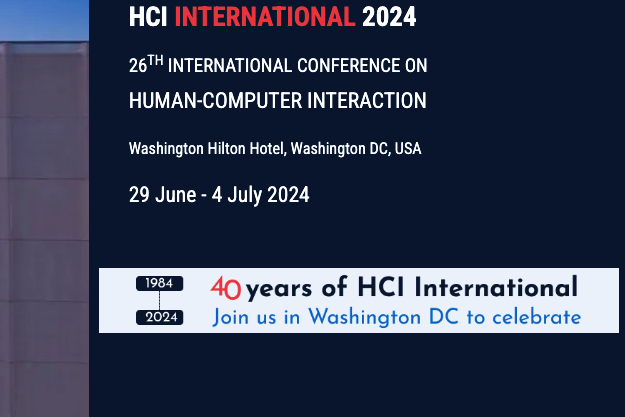 HCI INTERNATIONAL 2024
26TH INTERNATIONAL CONFERENCE ON
HUMAN-COMPUTER INTERACTION
Washington Hilton Hotel, Washington DC, USA
29 June - 4 July 2024
1984
40 years of HCI International
2024
Join us in Washington DC to celebrate